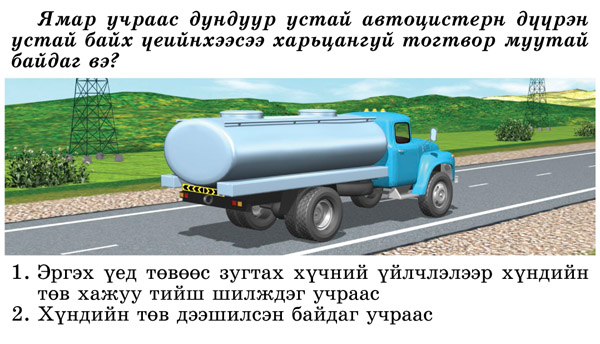 Ямар учраас дундуур устай автоцистерн дүүрэн
устай байх үеийнхээсээ харьцангуй тогтвор муутай
байдаг вэ?
1. Эргэх үед төвөөс зугтах хүчний үйлчлэлээр хүндийн
төв хажуу тийш шилждэг учраас
2. Хүндийн төв дээшилсэн байдаг учраас